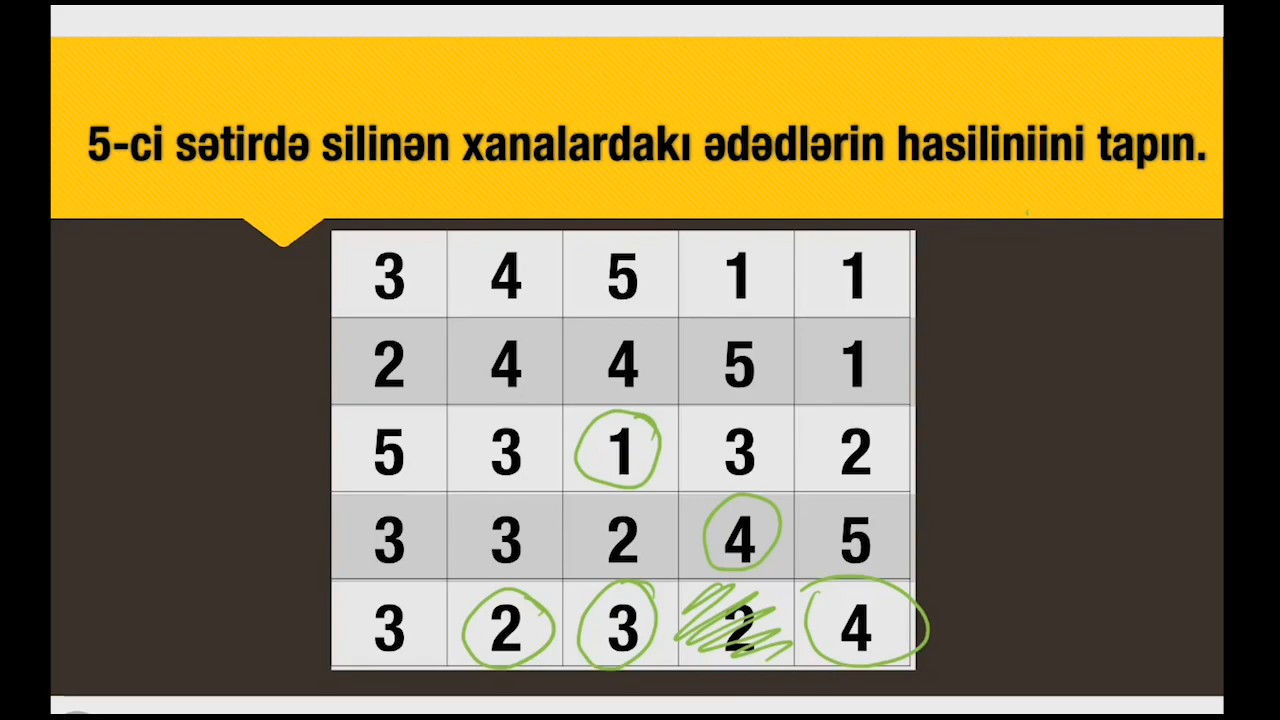 5-ci sətirdə silinən xanalardakı ədədlərin hasiliniini tapın.
3 4 5 1 1
2 4 4 5 1
5 3 1 3 2
3 3 2 4 5
3 2 3 2 4